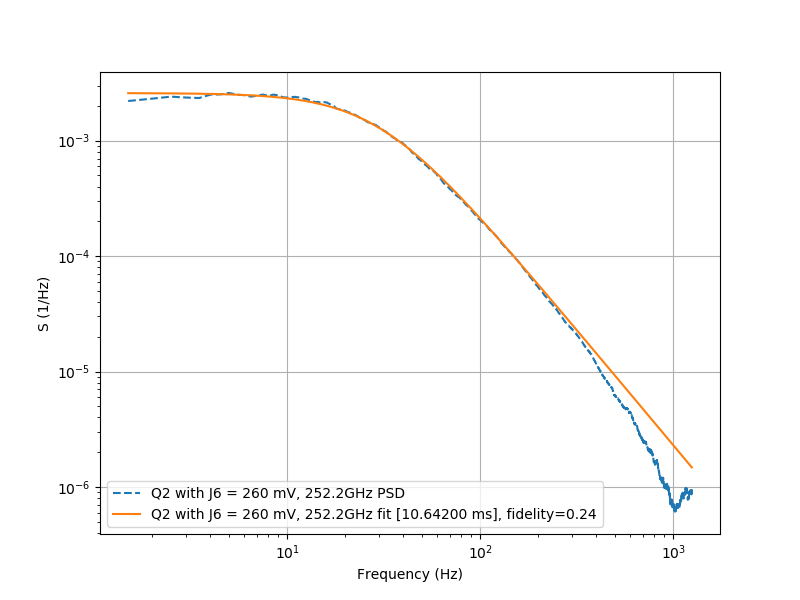 10⁻³
10⁻⁴
10⁻⁵
10⁻⁶
S (1/Hz)
Q2 with J6 = 260 mV, 252.2GHz PSD
Q2 with J6 = 260 mV, 252.2GHz fit [10.64200 ms], fidelity=0.24
10¹ 10² 10³
Frequency (Hz)